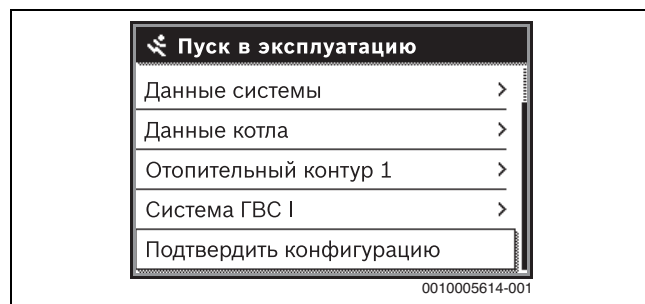 Пуск в эксплуатацию
Данные системы >
Данные котла >
Отопительный контур 1 >
Система ГВС I >
Подтвердить конфигурацию
0010005614-001